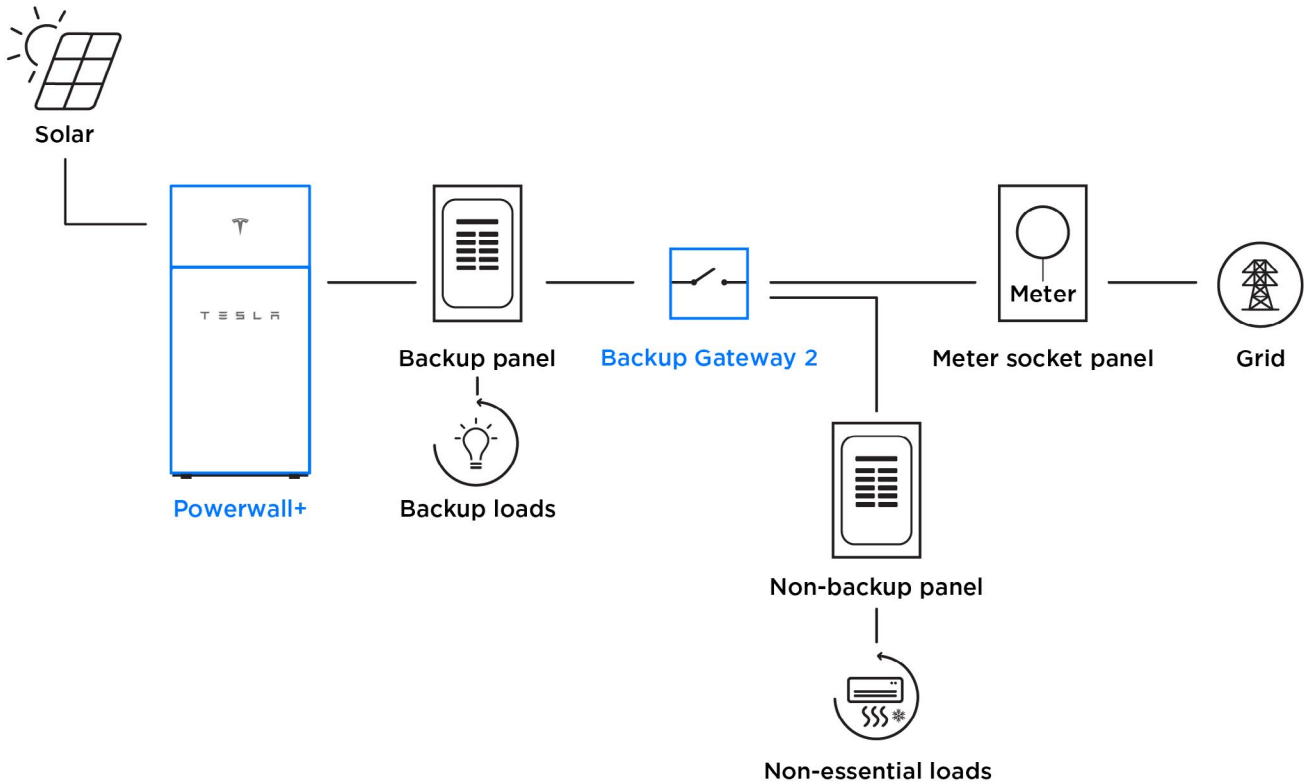 Solar
TESLA
Meter
Backup panel
Backup Gateway 2
Meter socket panel
Grid
Powerwall+
Backup loads
Non-backup panel
Non-essential loads